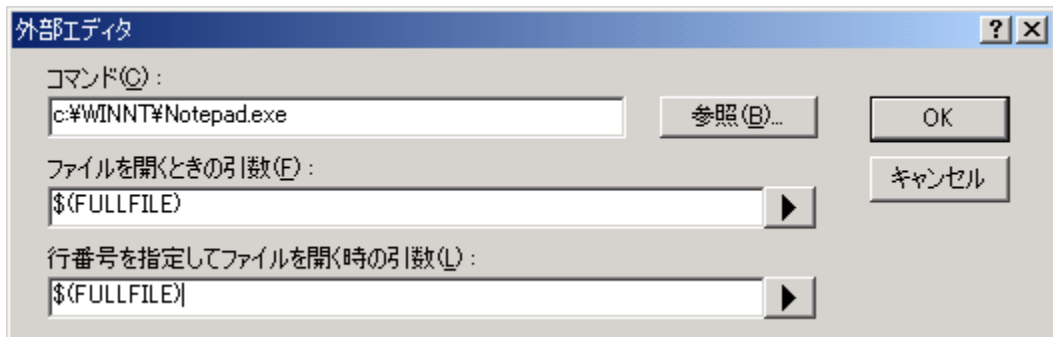 外部エディタ
コマンド(C):
c:¥WINNT¥Notepad.exe
参照(B)...
OK
ファイルを開くときの引数(F):
$(FULLFILE)
キャンセル
行番号を指定してファイルを開く時の引数(L):
$(FULLFILE)